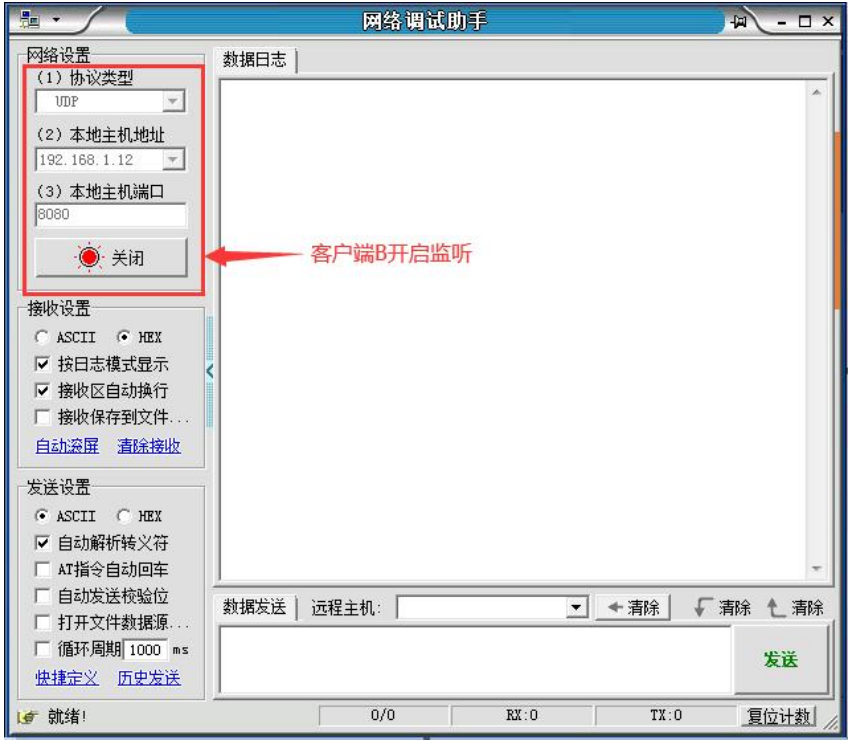 网络调试助手
网络设置
(1) 协议类型
UDP
(2) 本地主机地址
192.168.1.12
(3) 本地主机端口
8080
关闭
客户端B开启监听
接收设置
ASCII HEX
按日志模式显示
接收区自动换行
接收保存到文件...
自动滚屏 清除接收
发送设置
ASCII HEX
自动解析转义符
AT指令自动回车
自动发送校验位
打开文件数据源...
循环周期 1000 ms
快捷定义 历史发送
数据日志
数据发送 远程主机: 清除 清除 清除
发送
就绪! 0/0 RX:0 TX:0 复位计数